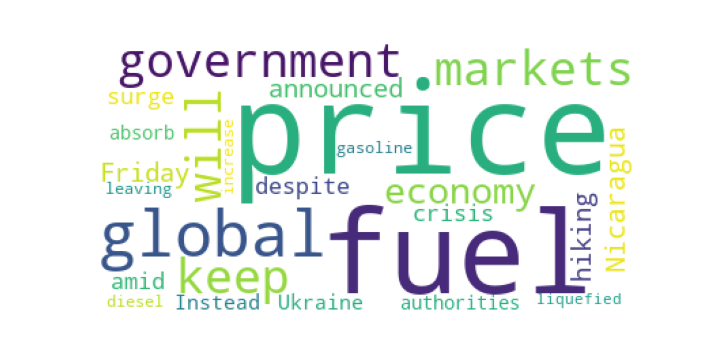 government
markets
announced
surge
will
price
absorb
increase
gasoline
Friday
leaving
despite
economy
Nicaragua
hiking
global
fuel
crisis
keep
amid
diesel
Instead
Ukraine
authorities
liquefied